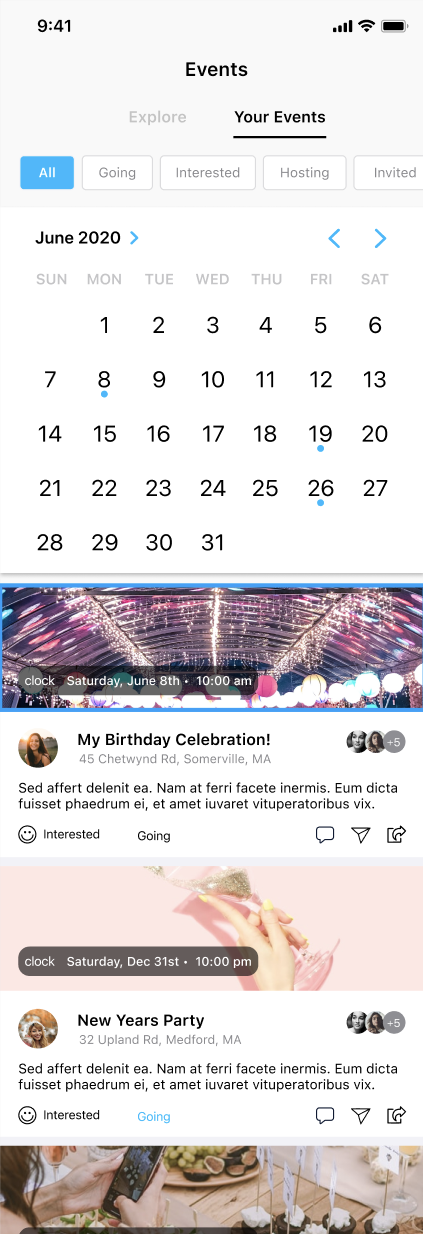 9:41
Events
Explore Your Events
All Going Interested Hosting Invited
June 2020
SUN MON TUE WED THU FRI SAT
1 2 3 4 5 6
7 8 9 10 11 12 13
14 15 16 17 18 19 20
21 22 23 24 25 26 27
28 29 30 31
clock Saturday, June 8th • 10:00 am
My Birthday Celebration!
+5
45 Chetwynd Rd, Somerville, MA
Sed affert delenit ea. Nam at ferri facete inermis. Eum dicta
fuisset phaedrum ei, et amet iuvaret vituperatoribus vix.
Interested Going
clock Saturday, Dec 31st • 10:00 pm
New Years Party
+5
32 Upland Rd, Medford, MA
Sed affert delenit ea. Nam at ferri facete inermis. Eum dicta
fuisset phaedrum ei, et amet iuvaret vituperatoribus vix.
Interested Going